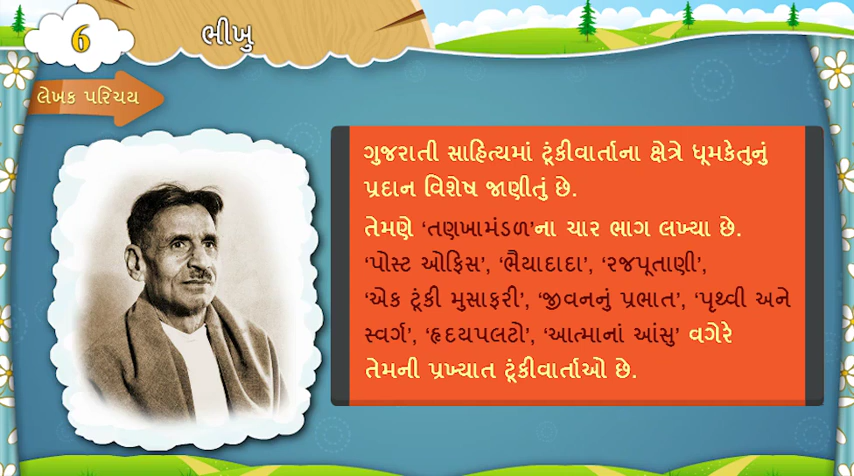 6
ભીખુ
લેખક પરિચય
ગુજરાતી સાહિત્યમાં ટૂંકીવાર્તાના ક્ષેત્રે ધૂમકેતુનું
પ્રદાન વિશેષ જાણીતું છે.
તેમણે ‘તણખામંડળ’ના ચાર ભાગ લખ્યા છે.
‘પોસ્ટ ઓફિસ’, ‘ભૈયાદાદા’, ‘રજપૂતાણી’,
‘એક ટૂંકી મુસાફરી’, ‘જીવનનું પ્રભાત’, ‘પૃથ્વી અને
સ્વર્ગ’, ‘હૃદયપલટો’, ‘આત્માનાં આંસુ’ વગેરે
તેમની પ્રખ્યાત ટૂંકીવાર્તાઓ છે.